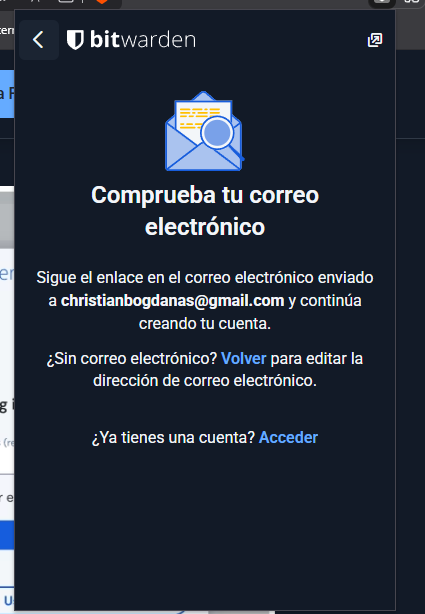 bitwarden
Comprueba tu correo
electrónico
Sigue el enlace en el correo electrónico enviado
a christianbogdanas@gmail.com y continúa
creando tu cuenta.
¿Sin correo electrónico? Volver para editar la
dirección de correo electrónico.
¿Ya tienes una cuenta? Acceder